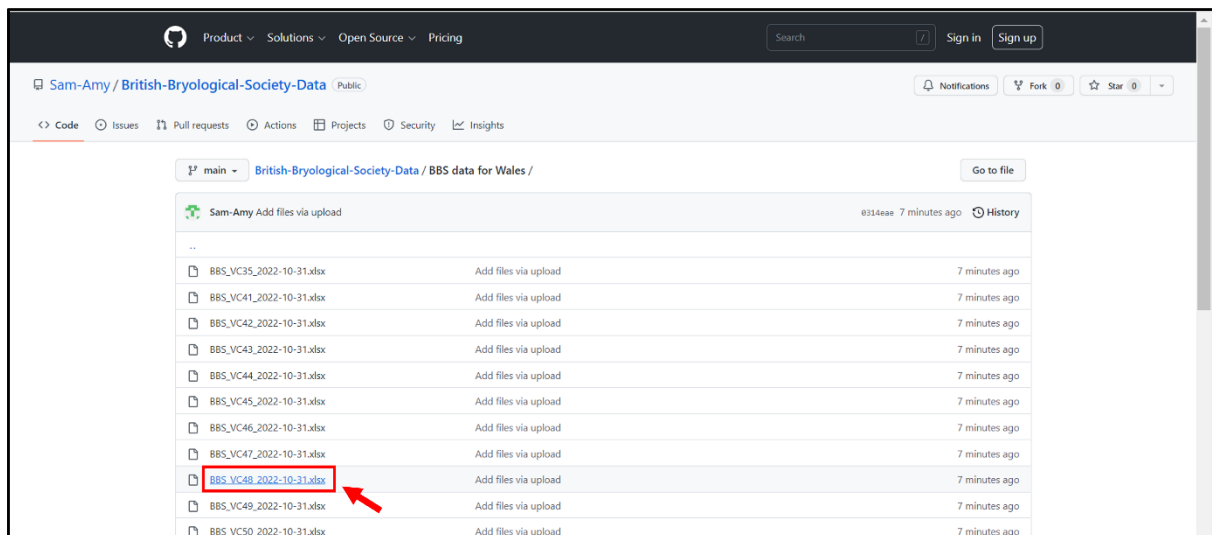 Product Solutions Open Source Pricing Search / Sign in Sign up
Sam-Amy / British-Bryological-Society-Data Public Notifications Fork 0 Star 0
<> Code Issues Pull requests Actions Projects Security Insights
main British-Bryological-Society-Data / BBS data for Wales / Go to file
Sam-Amy Add files via upload 0314eae 7 minutes ago History
..
BBS_VC35_2022-10-31.xlsx Add files via upload 7 minutes ago
BBS_VC41_2022-10-31.xlsx Add files via upload 7 minutes ago
BBS_VC42_2022-10-31.xlsx Add files via upload 7 minutes ago
BBS_VC43_2022-10-31.xlsx Add files via upload 7 minutes ago
BBS_VC44_2022-10-31.xlsx Add files via upload 7 minutes ago
BBS_VC45_2022-10-31.xlsx Add files via upload 7 minutes ago
BBS_VC46_2022-10-31.xlsx Add files via upload 7 minutes ago
BBS_VC47_2022-10-31.xlsx Add files via upload 7 minutes ago
BBS_VC48_2022-10-31.xlsx Add files via upload 7 minutes ago
BBS_VC49_2022-10-31.xlsx Add files via upload 7 minutes ago
BBS_VC50_2022-10-31.xlsx Add files via upload 7 minutes ago